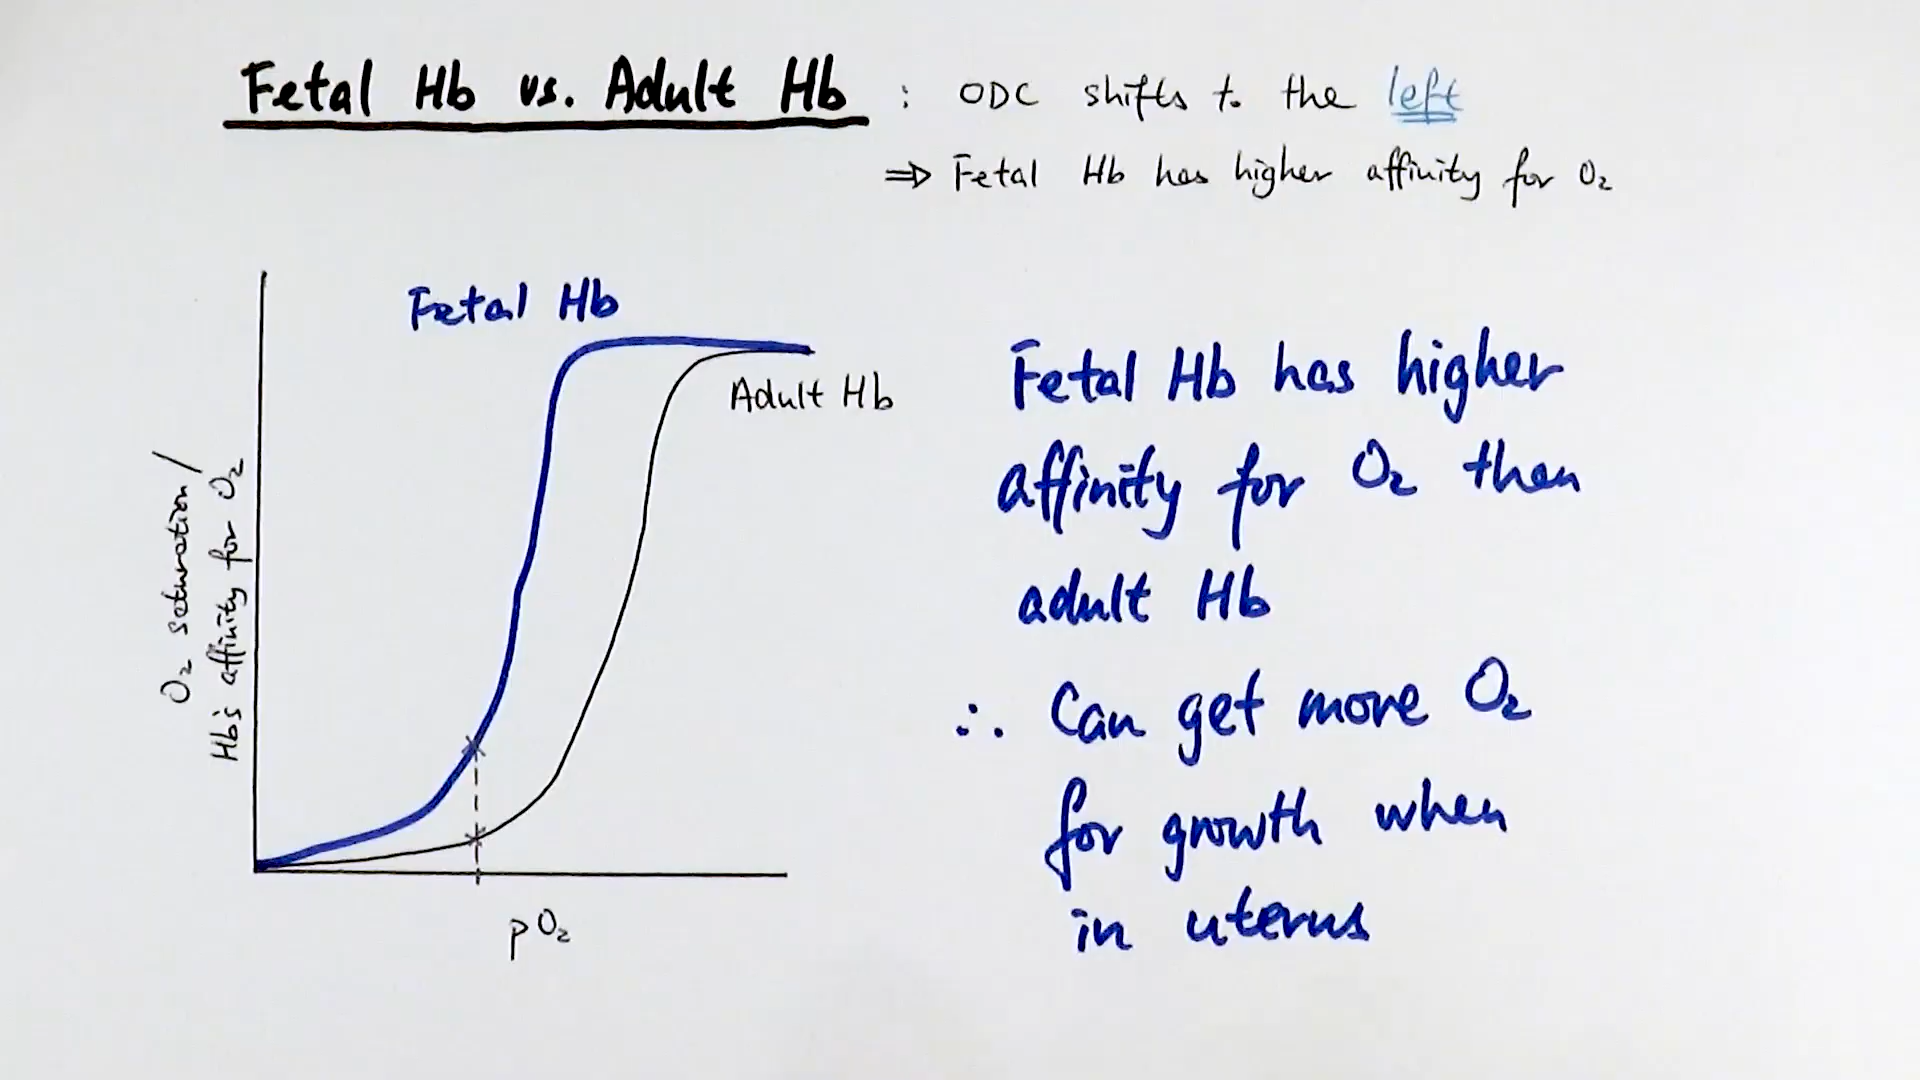 Fetal Hb vs. Adult Hb : ODC shifts to the left
⇒ Fetal Hb has higher affinity for O₂
Fetal Hb
Adult Hb
O₂ saturation /
Hb's affinity for O₂
pO₂
Fetal Hb has higher
affinity for O₂ than
adult Hb
∴ Can get more O₂
for growth when
in uterus